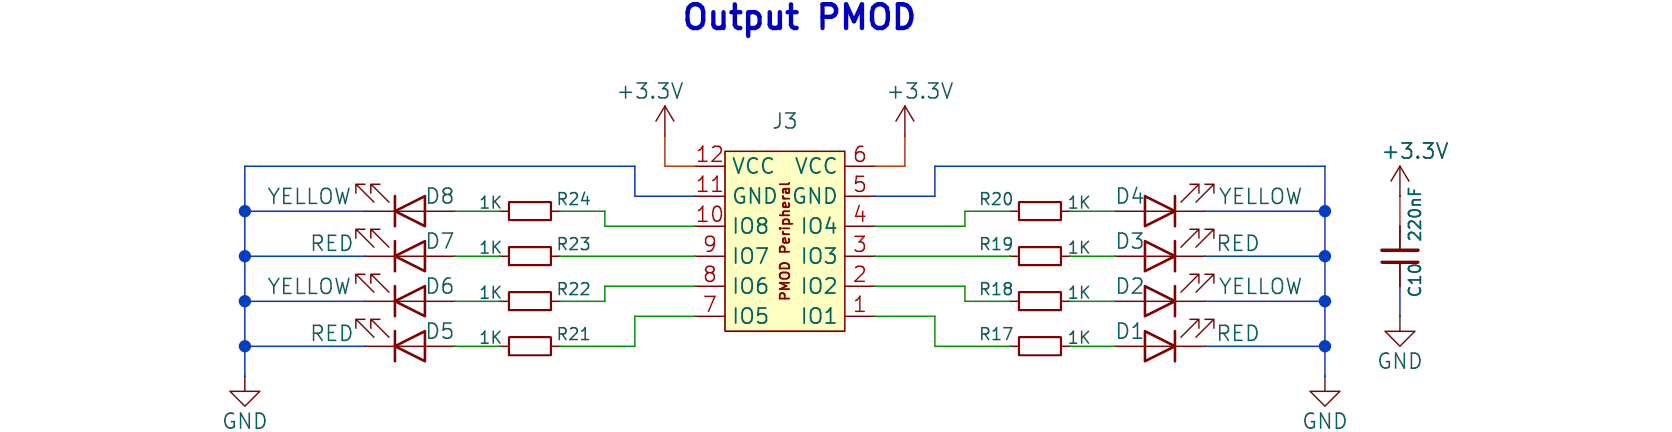 Output PMOD
+3.3V +3.3V
J3
+3.3V
12 VCC VCC 6
11 GND GND 5
YELLOW D8 1K R24 10 IO8 IO4 4 R20 1K D4 YELLOW
RED D7 1K R23 9 IO7 IO3 3 R19 1K D3 RED
YELLOW D6 1K R22 8 IO6 IO2 2 R18 1K D2 YELLOW
RED D5 1K R21 7 IO5 IO1 1 R17 1K D1 RED
PMOD Peripheral
220nF
C10
GND
GND GND